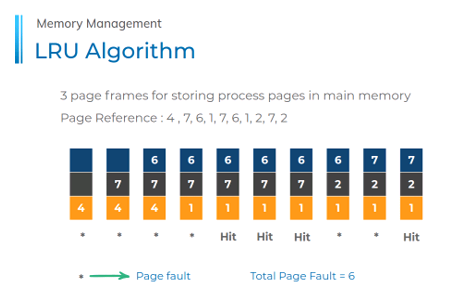 Memory Management
LRU Algorithm
3 page frames for storing process pages in main memory
Page Reference : 4 , 7, 6, 1, 7, 6, 1, 2, 7, 2
6 6 6 6 6 6 7 7
7 7 7 7 7 7 2 2 2
4 4 4 1 1 1 1 1 1 1
* * * * Hit Hit Hit * * Hit
* Page fault Total Page Fault = 6